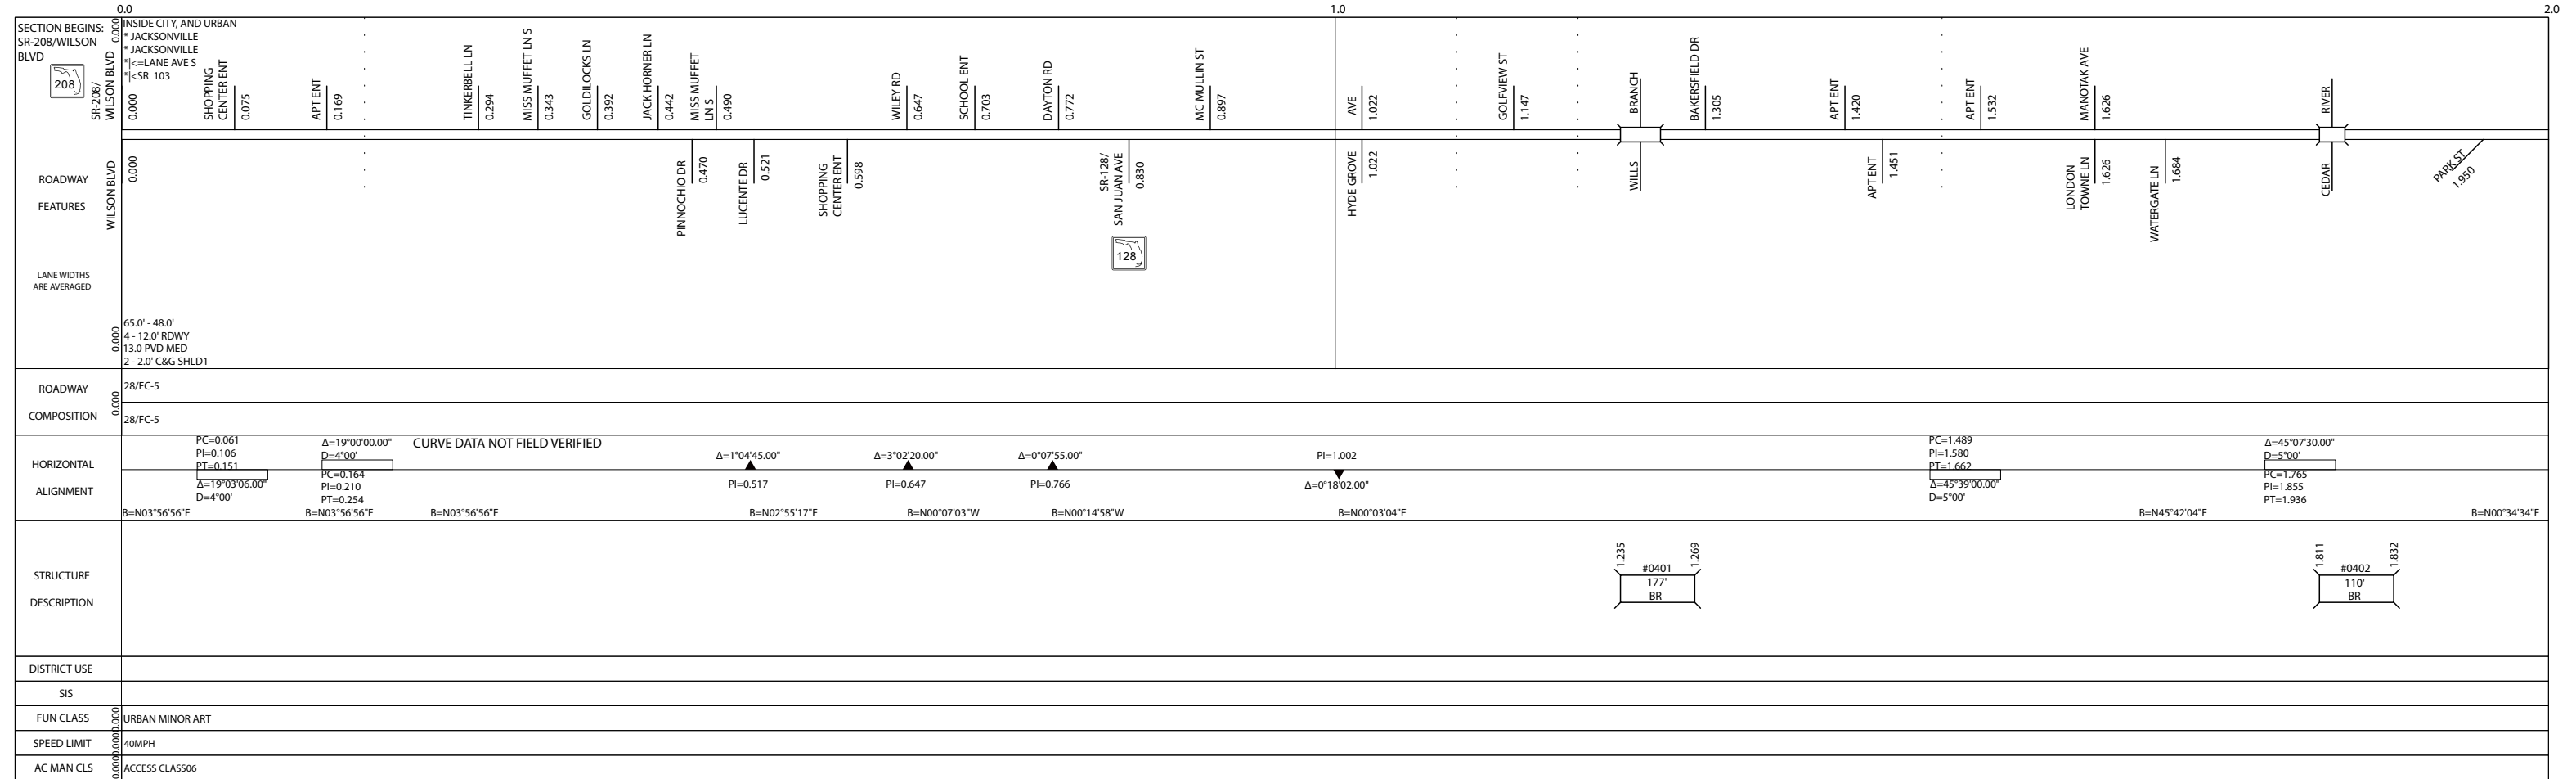 0.0
1.0
2.0
SECTION BEGINS:
SR-208/WILSON
BLVD
208
SR-208/
WILSON BLVD
0.000
0.000
INSIDE CITY, AND URBAN
* JACKSONVILLE
* JACKSONVILLE
*|<=LANE AVE S
*|<SR 103
SHOPPING
CENTER ENT
0.075
APT ENT
0.169
TINKERBELL LN
0.294
MISS MUFFET LN S
0.343
GOLDILOCKS LN
0.392
JACK HORNER LN
0.442
MISS MUFFET
LN S
0.490
WILEY RD
0.647
SCHOOL ENT
0.703
DAYTON RD
0.772
MC MULLIN ST
0.897
AVE
1.022
GOLFVIEW ST
1.147
BRANCH
BAKERSFIELD DR
1.305
APT ENT
1.420
APT ENT
1.532
MANOTAK AVE
1.626
RIVER
ROADWAY
FEATURES
WILSON BLVD
0.000
PINNOCHIO DR
0.470
LUCENTE DR
0.521
SHOPPING
CENTER ENT
0.598
SR-128/
SAN JUAN AVE
0.830
128
HYDE GROVE
1.022
WILLS
APT ENT
1.451
LONDON
TOWNE LN
1.626
WATERGATE LN
1.684
CEDAR
PARK ST
1.950
LANE WIDTHS
ARE AVERAGED
0.000
65.0' - 48.0'
4 - 12.0' RDWY
13.0 PVD MED
2 - 2.0' C&G SHLD1
ROADWAY
COMPOSITION
0.000
28/FC-5
28/FC-5
HORIZONTAL
ALIGNMENT
PC=0.061
PI=0.106
PT=0.151
Δ=19°03'06.00"
D=4°00'
Δ=19°00'00.00"
D=4°00'
PC=0.164
PI=0.210
PT=0.254
CURVE DATA NOT FIELD VERIFIED
Δ=1°04'45.00"
PI=0.517
Δ=3°02'20.00"
PI=0.647
Δ=0°07'55.00"
PI=0.766
PI=1.002
Δ=0°18'02.00"
PC=1.489
PI=1.580
PT=1.662
Δ=45°39'00.00"
D=5°00'
Δ=45°07'30.00"
D=5°00'
PC=1.765
PI=1.855
PT=1.936
B=N03°56'56"E
B=N03°56'56"E
B=N03°56'56"E
B=N02°55'17"E
B=N00°07'03"W
B=N00°14'58"W
B=N00°03'04"E
B=N45°42'04"E
B=N00°34'34"E
STRUCTURE
DESCRIPTION
1.235
1.269
#0401
177'
BR
1.811
1.832
#0402
110'
BR
DISTRICT USE
SIS
FUN CLASS
0.000
URBAN MINOR ART
SPEED LIMIT
0.000
40MPH
AC MAN CLS
0.000
ACCESS CLASS06